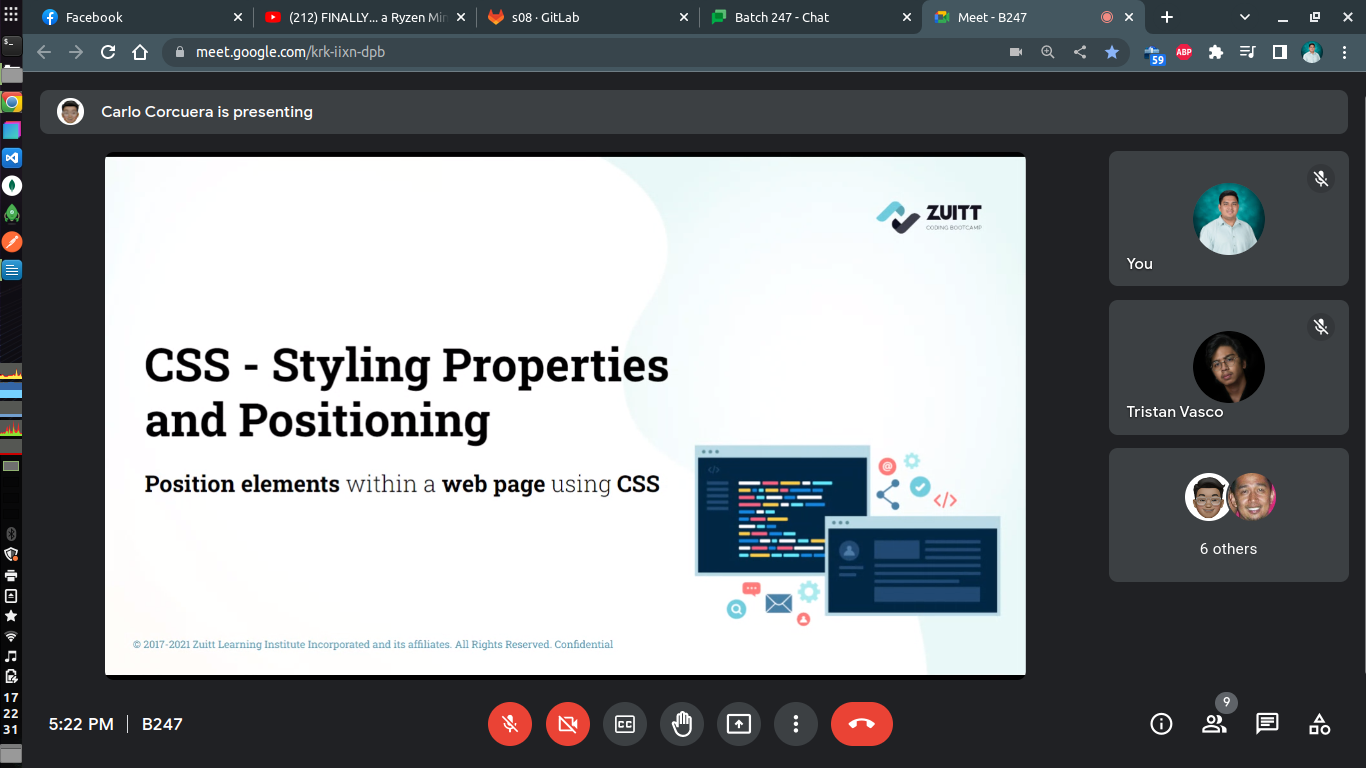 Facebook
(212) FINALLY... a Ryzen Min
s08 · GitLab
Batch 247 - Chat
Meet - B247
meet.google.com/krk-iixn-dpb
59
ABP
Carlo Corcuera is presenting
ZUITT
CODING BOOTCAMP
CSS - Styling Properties
and Positioning
Position elements within a web page using CSS
© 2017-2021 Zuitt Learning Institute Incorporated and its affiliates. All Rights Reserved. Confidential
You
Tristan Vasco
6 others
17
22
31
5:22 PM
B247
CC
9